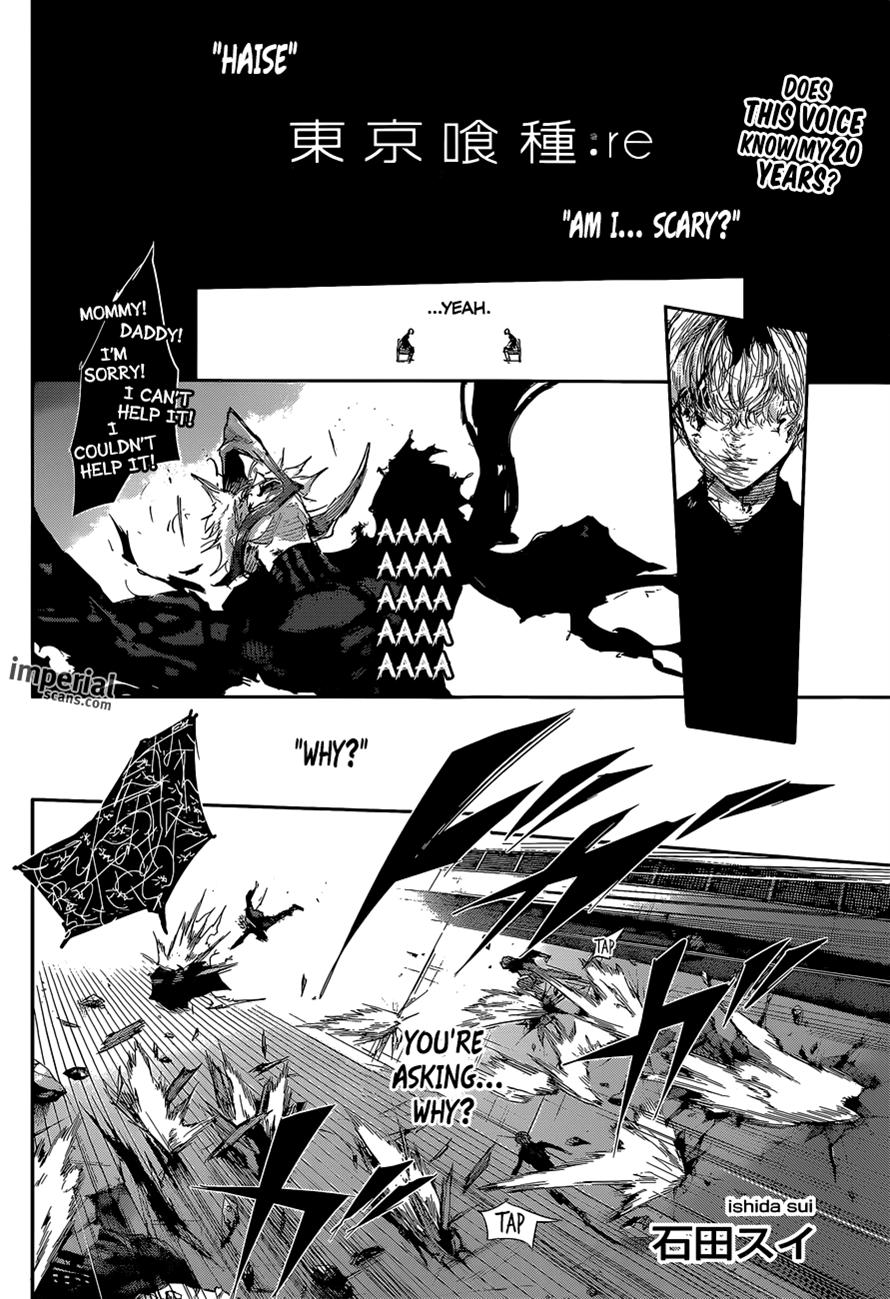 "HAISE"
東京喰種:re
DOES
THIS VOICE
KNOW MY 20
YEARS?
"AM I... SCARY?"
...YEAH.
MOMMY!
DADDY!
I'M
SORRY!
I CAN'T
HELP IT!
I
COULDN'T
HELP IT!
AAAA
AAAA
AAAA
AAAA
AAAA
imperial
scans.com
"WHY?"
TAP
YOU'RE
ASKING...
WHY?
TAP
ishida sui
石田スイ